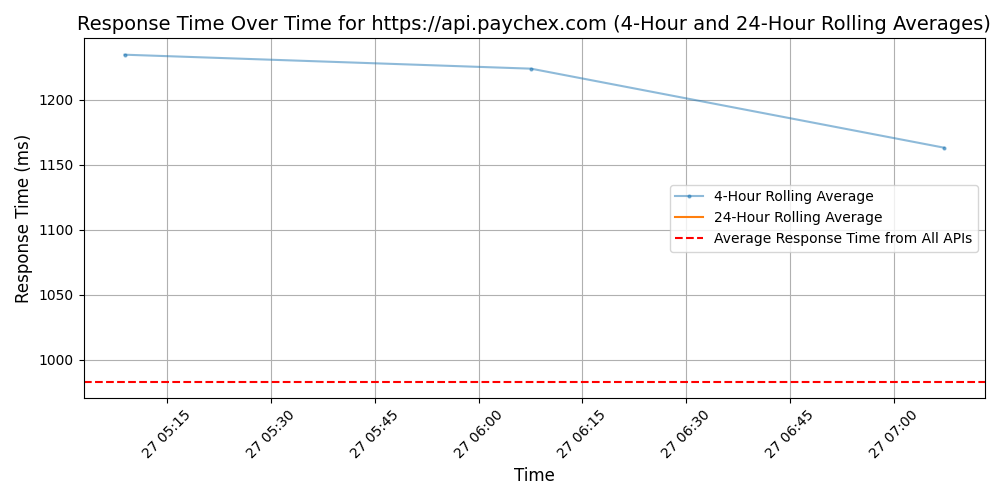 Response Time Over Time for https://api.paychex.com (4-Hour and 24-Hour Rolling Averages)
Response Time (ms)
1200
1150
1100
1050
1000
4-Hour Rolling Average
24-Hour Rolling Average
Average Response Time from All APIs
27 05:15
27 05:30
27 05:45
27 06:00
27 06:15
27 06:30
27 06:45
27 07:00
Time